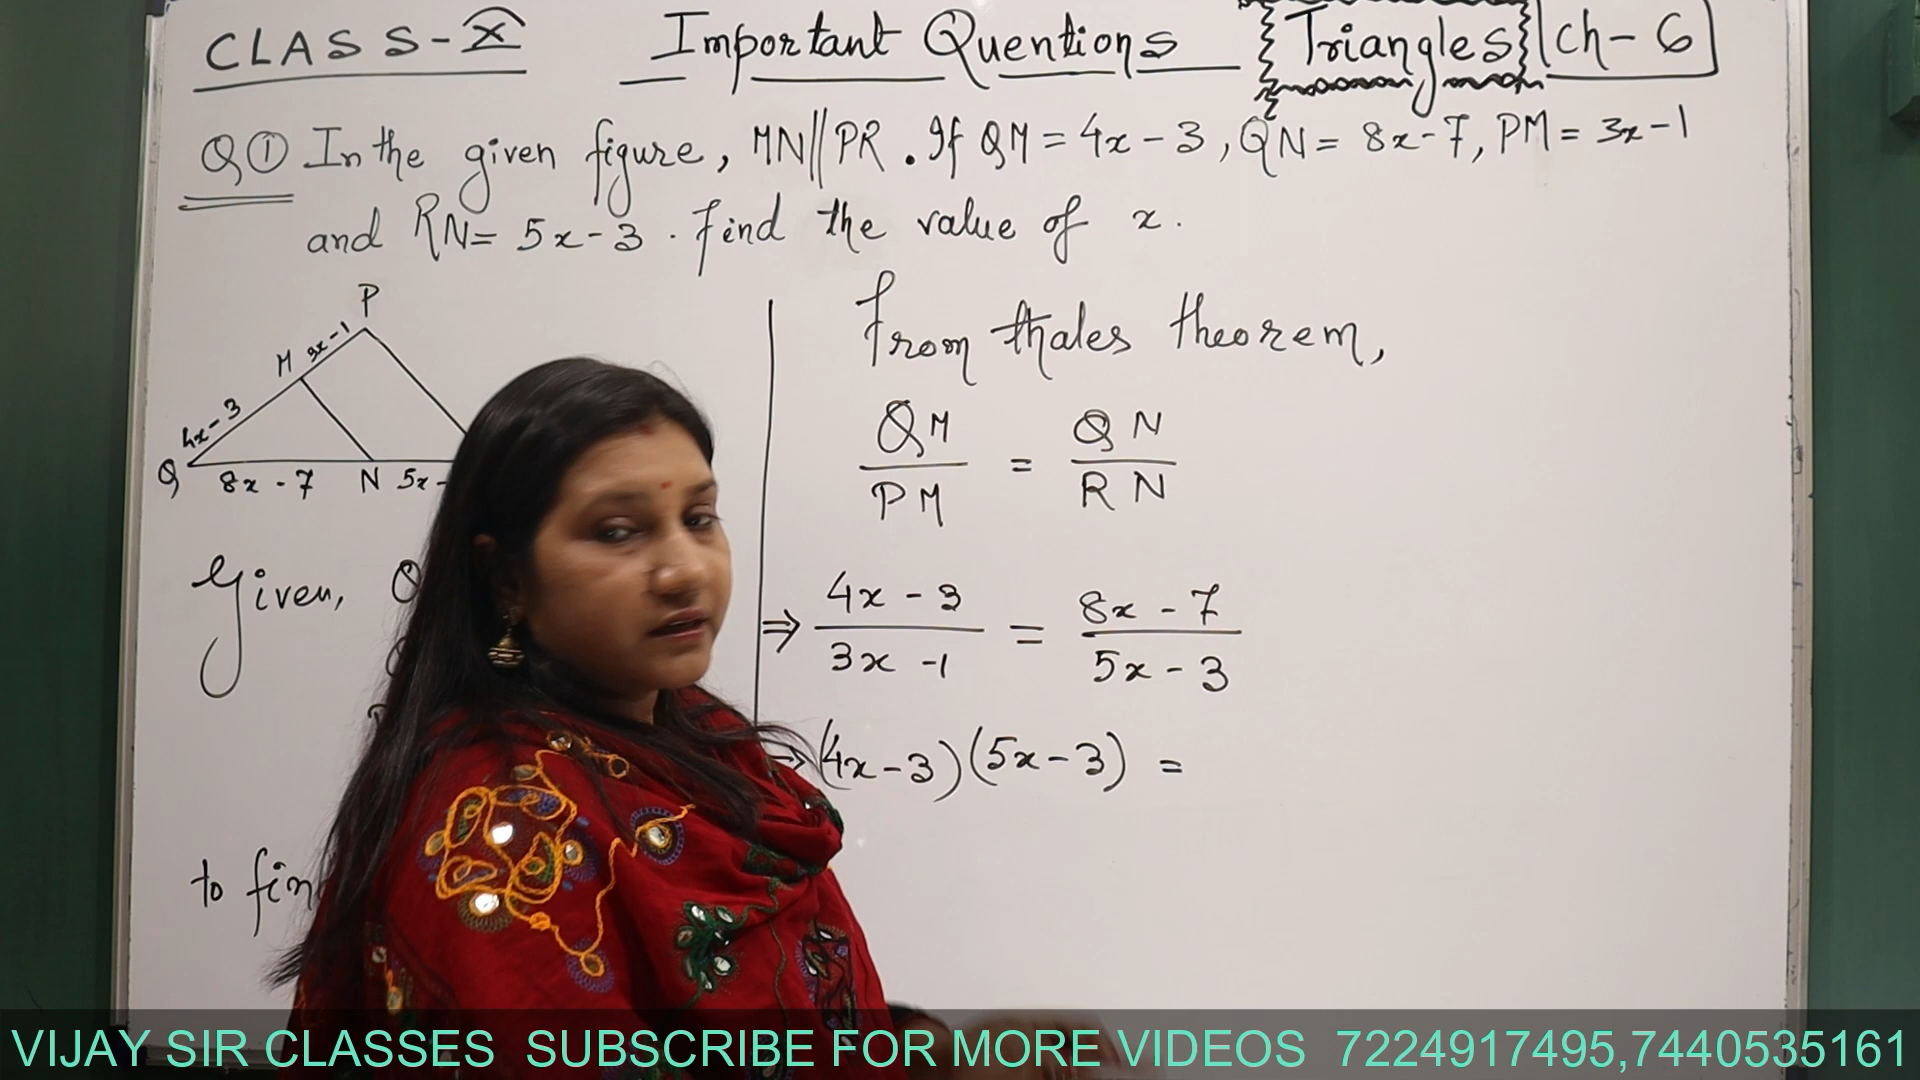 CLASS-X Important Quentions Triangles ch-6
Q① In the given figure, MN||PR. If QM = 4x-3, QN = 8x-7, PM = 3x-1
and RN= 5x-3. find the value of x.
P
3x-1
M
4x-3
Q 8x-7 N 5x-
Given, Q
to fin
From thales theorem,
QM/PM = QN/RN
⇒ 4x-3/3x-1 = 8x-7/5x-3
⇒ (4x-3)(5x-3) =
VIJAY SIR CLASSES SUBSCRIBE FOR MORE VIDEOS 7224917495,7440535161